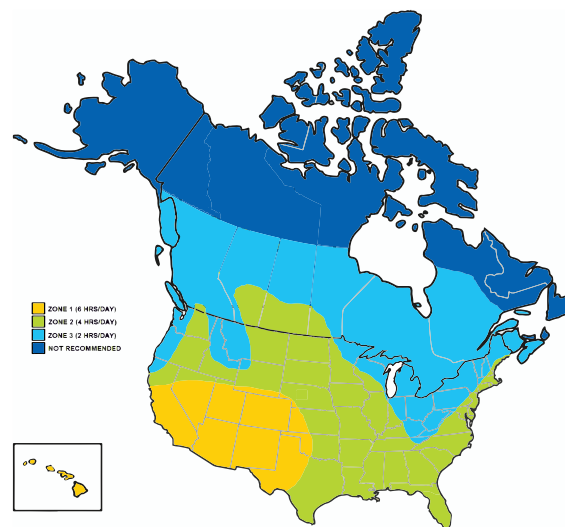 ZONE 1 (6 HRS/DAY)
ZONE 2 (4 HRS/DAY)
ZONE 3 (2 HRS/DAY)
NOT RECOMMENDED